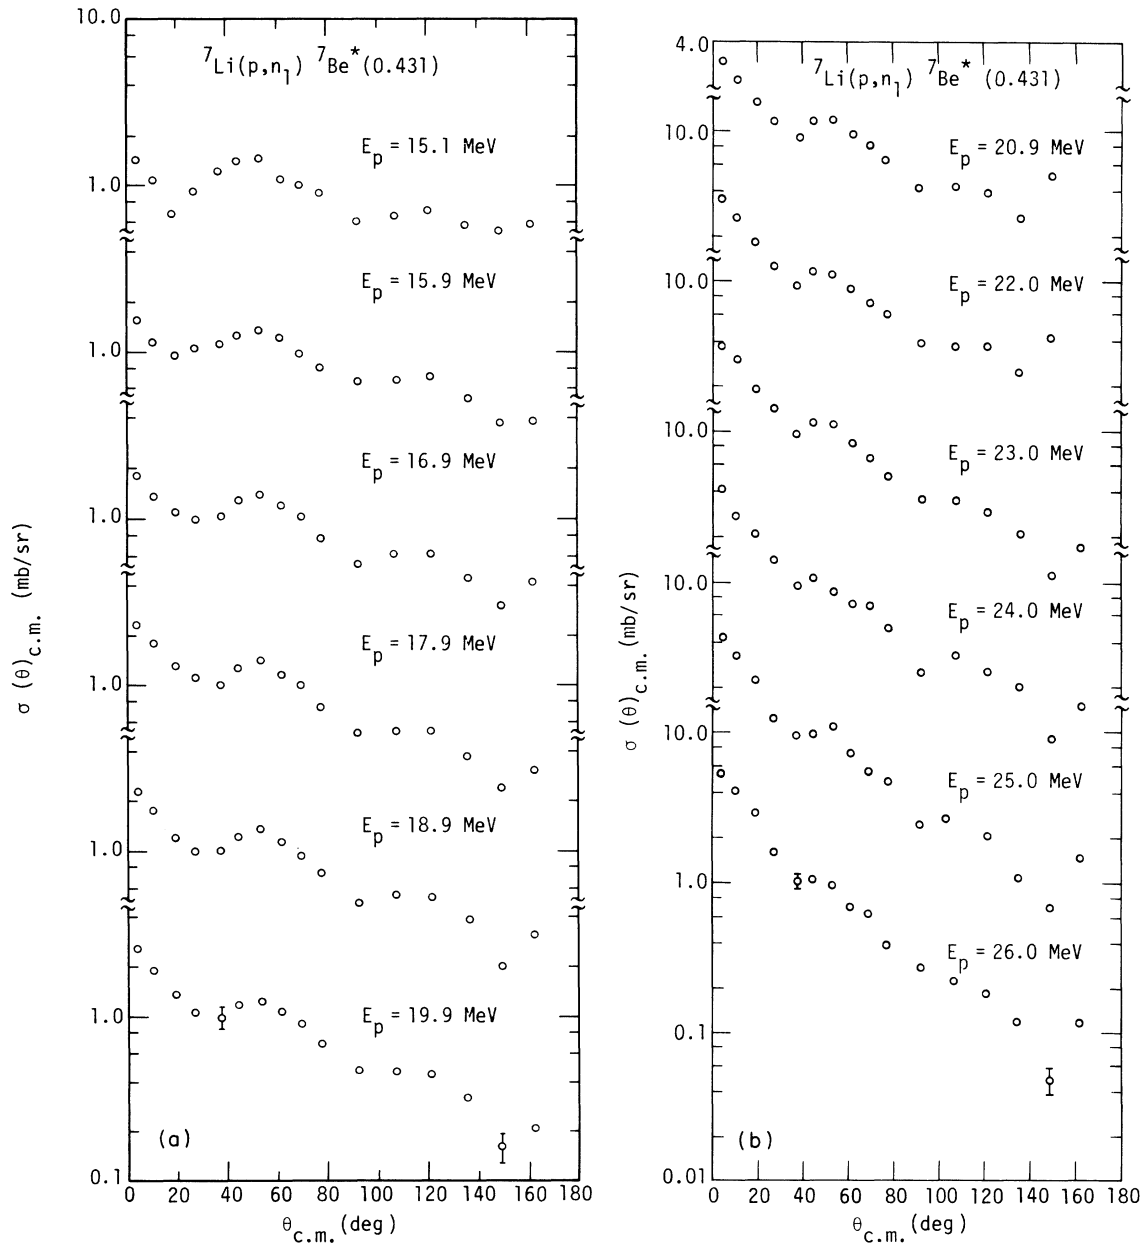 10.0
⁷Li(p,n₁) ⁷Be*(0.431)
E_p = 15.1 MeV
1.0
E_p = 15.9 MeV
1.0
E_p = 16.9 MeV
1.0
E_p = 17.9 MeV
1.0
E_p = 18.9 MeV
1.0
E_p = 19.9 MeV
1.0
(a)
0.1
0 20 40 60 80 100 120 140 160 180
θ_c.m. (deg)
σ (θ)_c.m. (mb/sr)
4.0
⁷Li(p,n₁) ⁷Be*(0.431)
10.0
E_p = 20.9 MeV
10.0
E_p = 22.0 MeV
10.0
E_p = 23.0 MeV
10.0
E_p = 24.0 MeV
10.0
E_p = 25.0 MeV
1.0
E_p = 26.0 MeV
0.1
(b)
0.01
0 20 40 60 80 100 120 140 160 180
θ_c.m. (deg)
σ (θ)_c.m. (mb/sr)